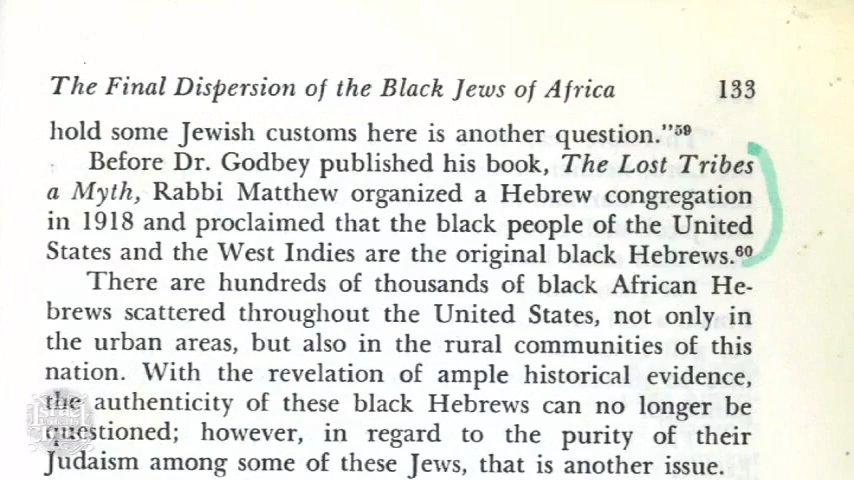 The Final Dispersion of the Black Jews of Africa 133
hold some Jewish customs here is another question."59
Before Dr. Godbey published his book, The Lost Tribes
a Myth, Rabbi Matthew organized a Hebrew congregation
in 1918 and proclaimed that the black people of the United
States and the West Indies are the original black Hebrews.60
There are hundreds of thousands of black African He-
brews scattered throughout the United States, not only in
the urban areas, but also in the rural communities of this
nation. With the revelation of ample historical evidence,
the authenticity of these black Hebrews can no longer be
questioned; however, in regard to the purity of their
Judaism among some of these Jews, that is another issue.